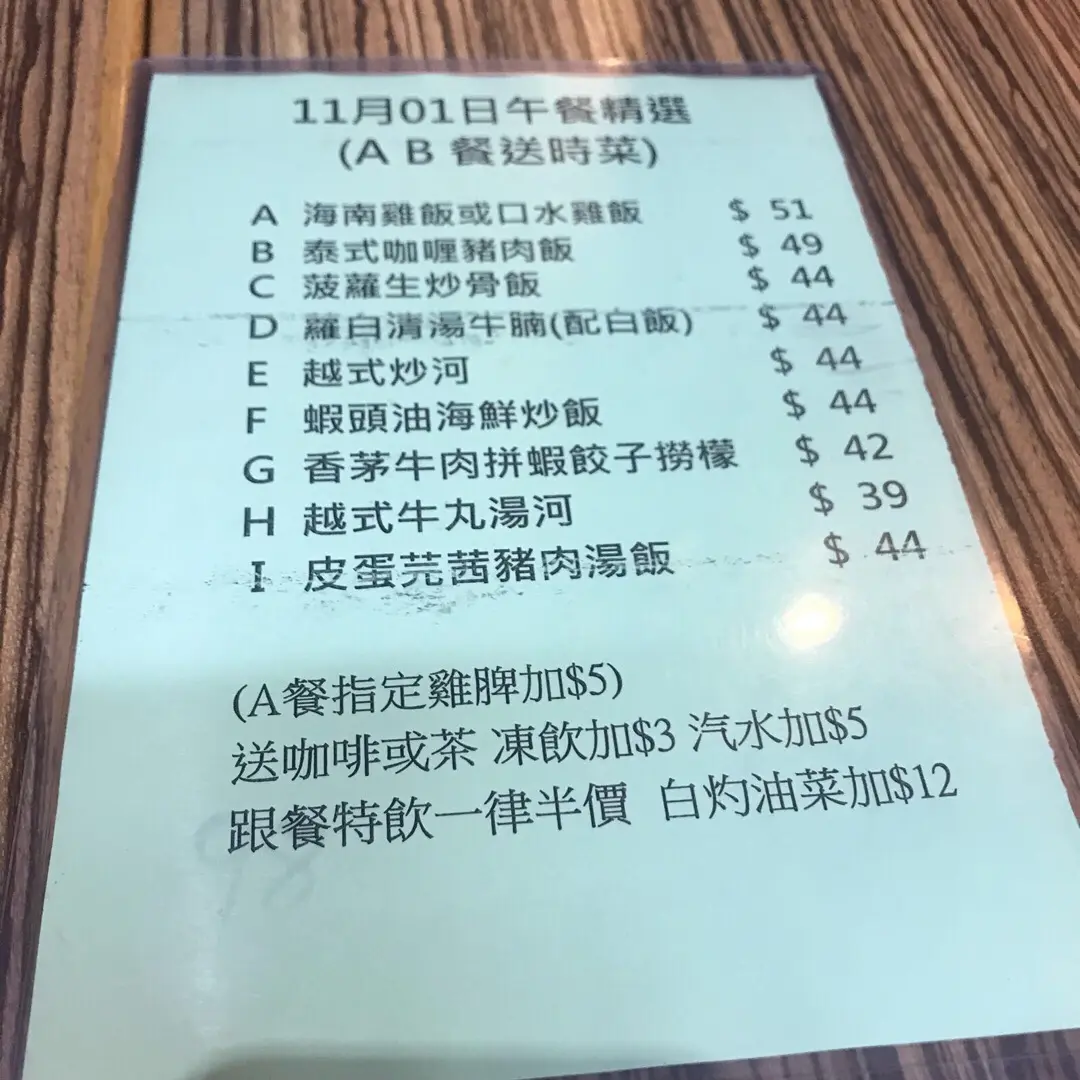 11月01日午餐精選
(A B 餐送時菜)
A 海南雞飯或口水雞飯 $ 51
B 泰式咖喱豬肉飯 $ 49
C 菠蘿生炒骨飯 $ 44
D 蘿白清湯牛腩(配白飯) $ 44
E 越式炒河 $ 44
F 蝦頭油海鮮炒飯 $ 44
G 香茅牛肉拼蝦餃子撈檬 $ 42
H 越式牛丸湯河 $ 39
I 皮蛋芫茜豬肉湯飯 $ 44
(A餐指定雞脾加$5)
送咖啡或茶 凍飲加$3 汽水加$5
跟餐特飲一律半價 白灼油菜加$12